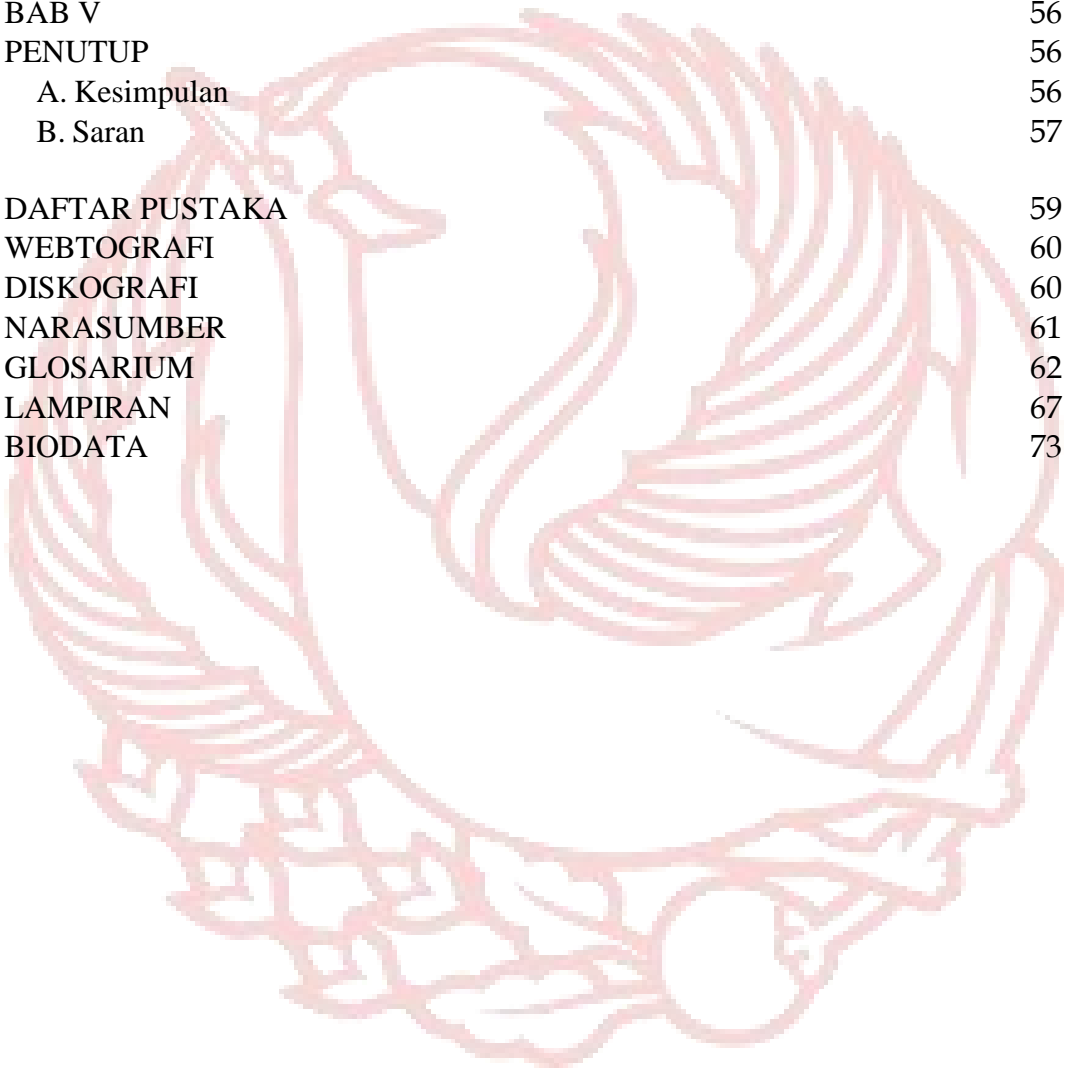 BAB V 56
PENUTUP 56
A. Kesimpulan 56
B. Saran 57
DAFTAR PUSTAKA 59
WEBTOGRAFI 60
DISKOGRAFI 60
NARASUMBER 61
GLOSARIUM 62
LAMPIRAN 67
BIODATA 73